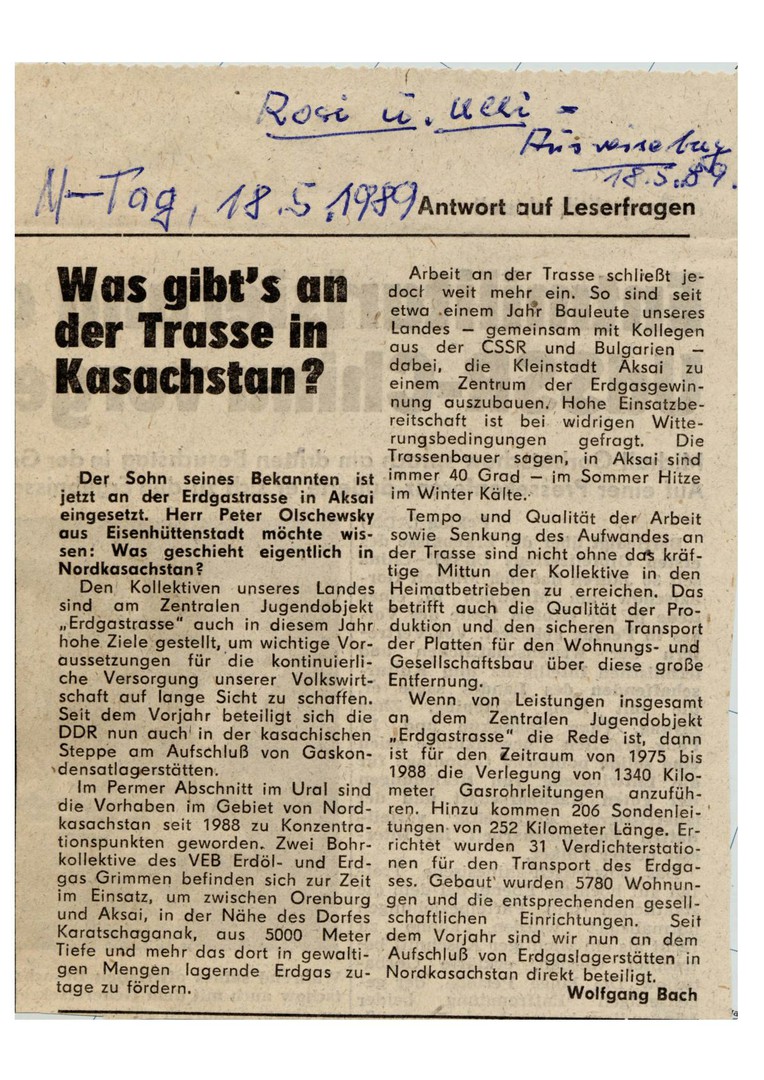 Rosi u. Ulli -
Ausreisetag
18.5.89.
M-Tag, 18.5.1989
Antwort auf Leserfragen
Was gibt's an
der Trasse in
Kasachstan?
Der Sohn seines Bekannten ist
jetzt an der Erdgastrasse in Aksai
eingesetzt. Herr Peter Olschewsky
aus Eisenhüttenstadt möchte wis-
sen: Was geschieht eigentlich in
Nordkasachstan?
Den Kollektiven unseres Landes
sind am Zentralen Jugendobjekt
„Erdgastrasse" auch in diesem Jahr
hohe Ziele gestellt, um wichtige Vor-
aussetzungen für die kontinuierli-
che Versorgung unserer Volkswirt-
schaft auf lange Sicht zu schaffen.
Seit dem Vorjahr beteiligt sich die
DDR nun auch in der kasachischen
Steppe am Aufschluß von Gaskon-
densatlagerstätten.
Im Permer Abschnitt im Ural sind
die Vorhaben im Gebiet von Nord-
kasachstan seit 1988 zu Konzentra-
tionspunkten geworden. Zwei Bohr-
kollektive des VEB Erdöl- und Erd-
gas Grimmen befinden sich zur Zeit
im Einsatz, um zwischen Orenburg
und Aksai, in der Nähe des Dorfes
Karatschaganak, aus 5000 Meter
Tiefe und mehr das dort in gewalti-
gen Mengen lagernde Erdgas zu-
tage zu fördern.
Arbeit an der Trasse schließt je-
doch weit mehr ein. So sind seit
etwa einem Jahr Bauleute unseres
Landes — gemeinsam mit Kollegen
aus der CSSR und Bulgarien —
dabei, die Kleinstadt Aksai zu
einem Zentrum der Erdgasgewin-
nung auszubauen. Hohe Einsatzbe-
reitschaft ist bei widrigen Witte-
rungsbedingungen gefragt. Die
Trassenbauer sagen, in Aksai sind
immer 40 Grad — im Sommer Hitze
im Winter Kälte.
Tempo und Qualität der Arbeit
sowie Senkung des Aufwandes an
der Trasse sind nicht ohne das kräf-
tige Mittun der Kollektive in den
Heimatbetrieben zu erreichen. Das
betrifft auch die Qualität der Pro-
duktion und den sicheren Transport
der Platten für den Wohnungs- und
Gesellschaftsbau über diese große
Entfernung.
Wenn von Leistungen insgesamt
an dem Zentralen Jugendobjekt
„Erdgastrasse" die Rede ist, dann
ist für den Zeitraum von 1975 bis
1988 die Verlegung von 1340 Kilo-
meter Gasrohrleitungen anzufüh-
ren. Hinzu kommen 206 Sondenlei-
tungen von 252 Kilometer Länge. Er-
richtet wurden 31 Verdichterstatio-
nen für den Transport des Erdga-
ses. Gebaut wurden 5780 Wohnun-
gen und die entsprechenden gesell-
schaftlichen Einrichtungen. Seit
dem Vorjahr sind wir nun an dem
Aufschluß von Erdgaslagerstätten in
Nordkasachstan direkt beteiligt.
Wolfgang Bach